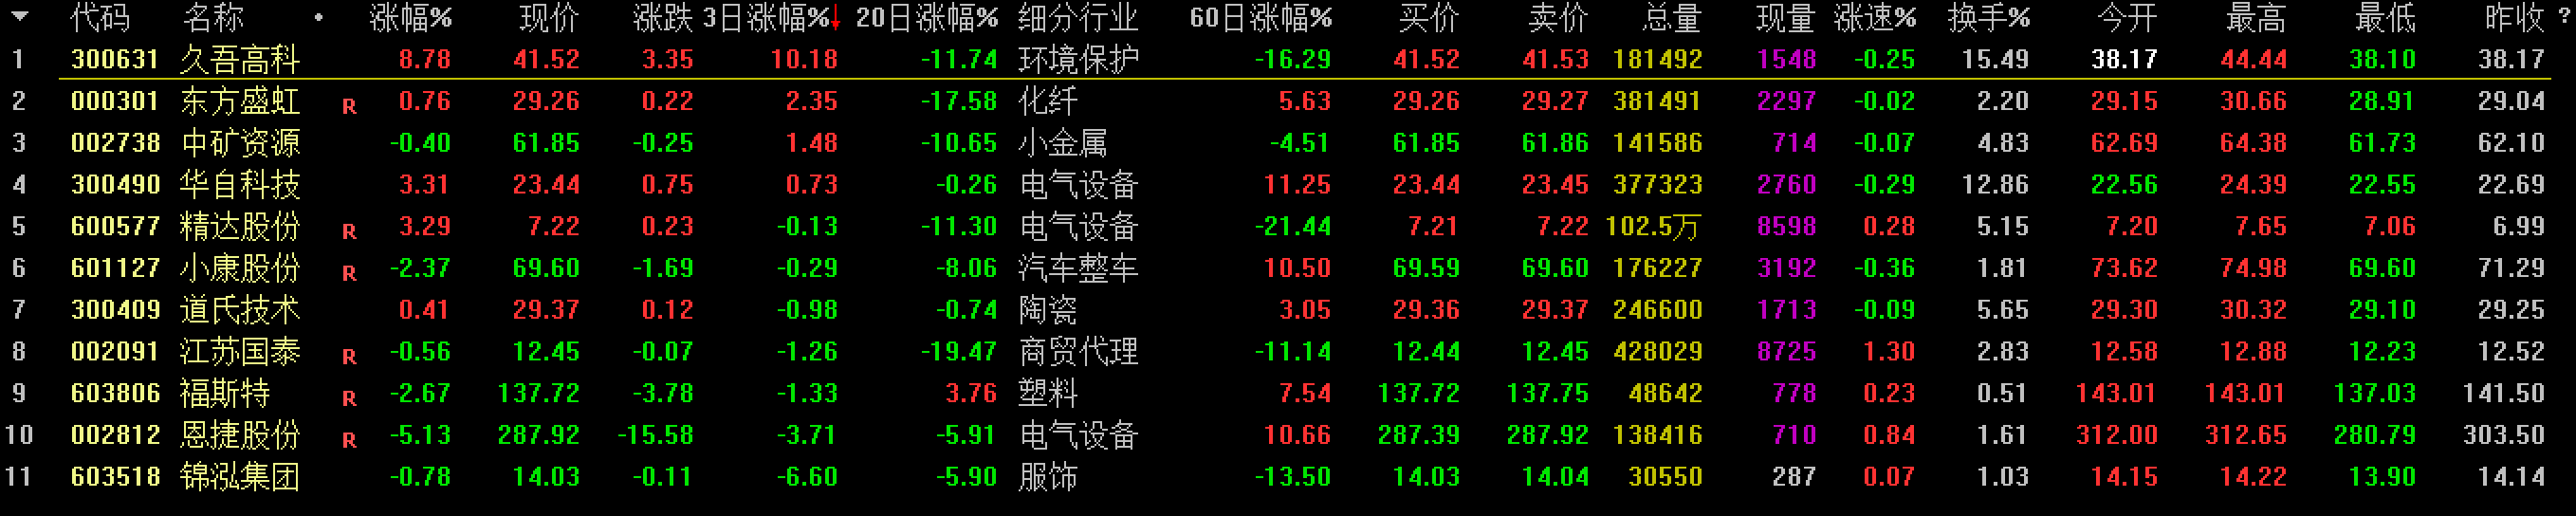 代码 名称 · 涨幅% 现价 涨跌 3日涨幅%↓ 20日涨幅% 细分行业 60日涨幅% 买价 卖价 总量 现量 涨速% 换手% 今开 最高 最低 昨收 ?
1 300631 久吾高科 8.78 41.52 3.35 10.18 -11.74 环境保护 -16.29 41.52 41.53 181492 1548 -0.25 15.49 38.17 44.44 38.10 38.17
2 000301 东方盛虹 R 0.76 29.26 0.22 2.35 -17.58 化纤 5.63 29.26 29.27 381491 2297 -0.02 2.20 29.15 30.66 28.91 29.04
3 002738 中矿资源 -0.40 61.85 -0.25 1.48 -10.65 小金属 -4.51 61.85 61.86 141586 714 -0.07 4.83 62.69 64.38 61.73 62.10
4 300490 华自科技 3.31 23.44 0.75 0.73 -0.26 电气设备 11.25 23.44 23.45 377323 2760 -0.29 12.86 22.56 24.39 22.55 22.69
5 600577 精达股份 R 3.29 7.22 0.23 -0.13 -11.30 电气设备 -21.44 7.21 7.22 102.5万 8598 0.28 5.15 7.20 7.65 7.06 6.99
6 601127 小康股份 R -2.37 69.60 -1.69 -0.29 -8.06 汽车整车 10.50 69.59 69.60 176227 3192 -0.36 1.81 73.62 74.98 69.60 71.29
7 300409 道氏技术 0.41 29.37 0.12 -0.98 -0.74 陶瓷 3.05 29.36 29.37 246600 1713 -0.09 5.65 29.30 30.32 29.10 29.25
8 002091 江苏国泰 R -0.56 12.45 -0.07 -1.26 -19.47 商贸代理 -11.14 12.44 12.45 428029 8725 1.30 2.83 12.58 12.88 12.23 12.52
9 603806 福斯特 R -2.67 137.72 -3.78 -1.33 3.76 塑料 7.54 137.72 137.75 48642 778 0.23 0.51 143.01 143.01 137.03 141.50
10 002812 恩捷股份 R -5.13 287.92 -15.58 -3.71 -5.91 电气设备 10.66 287.39 287.92 138416 710 0.84 1.61 312.00 312.65 280.79 303.50
11 603518 锦泓集团 -0.78 14.03 -0.11 -6.60 -5.90 服饰 -13.50 14.03 14.04 30550 287 0.07 1.03 14.15 14.22 13.90 14.14